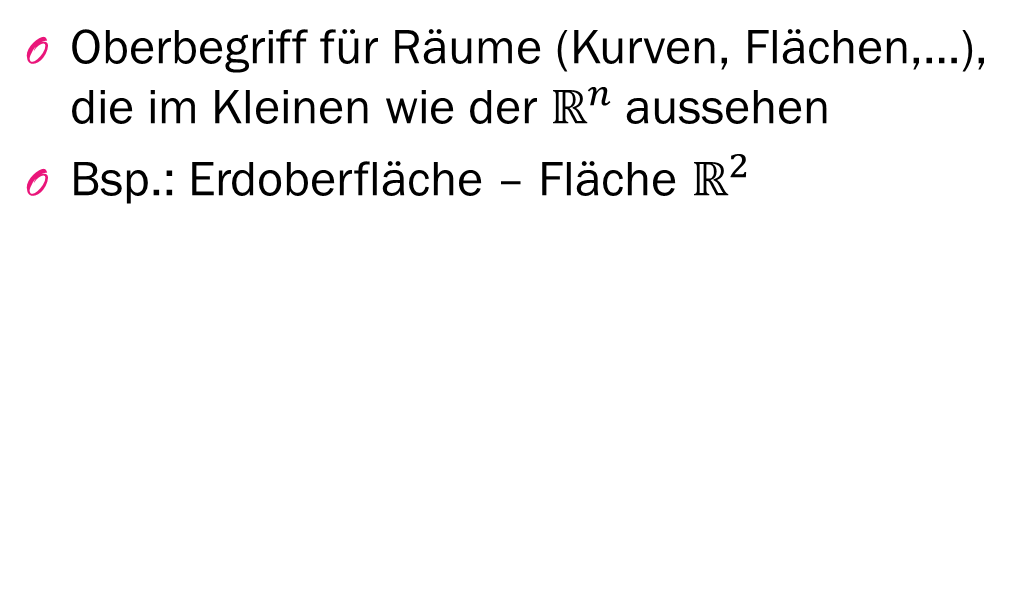 o Oberbegriff für Räume (Kurven, Flächen,...),
die im Kleinen wie der ℝⁿ aussehen
o Bsp.: Erdoberfläche – Fläche ℝ²